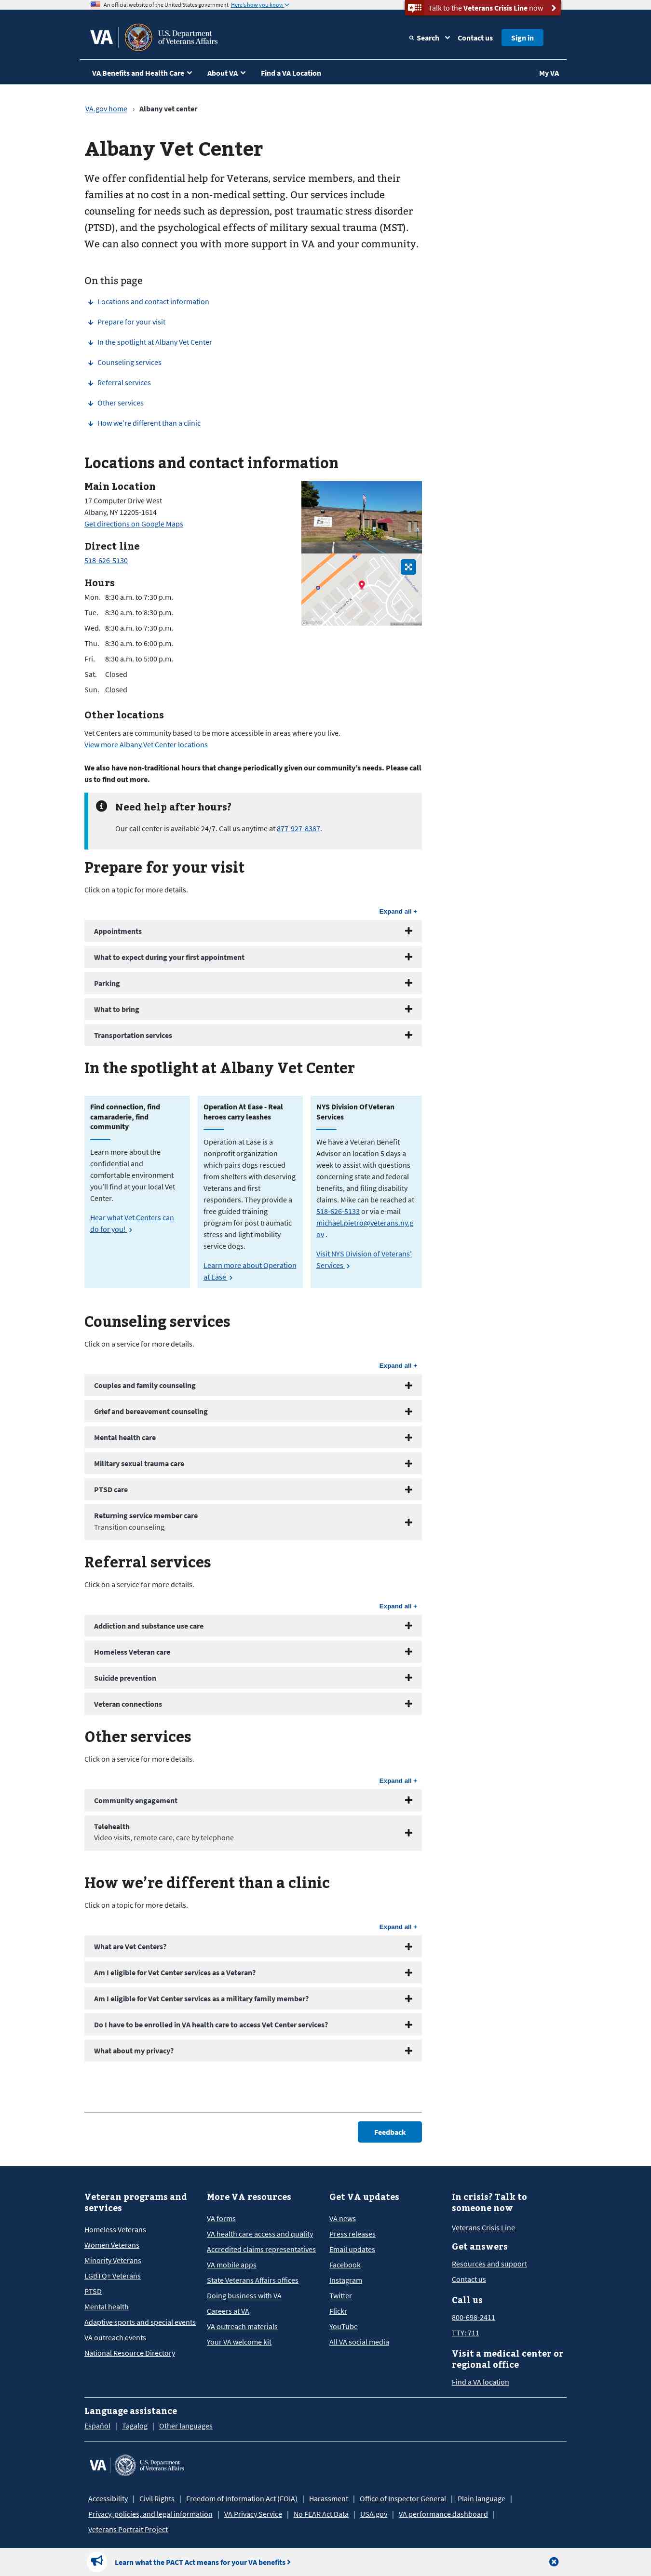 An official website of the United States government Here's how you know
Talk to the Veterans Crisis Line now
VA
U.S. Department
of Veterans Affairs
Search
Contact us
Sign in
VA Benefits and Health Care
About VA
Find a VA Location
My VA
VA.gov home › Albany vet center
Albany Vet Center
We offer confidential help for Veterans, service members, and their
families at no cost in a non-medical setting. Our services include
counseling for needs such as depression, post traumatic stress disorder
(PTSD), and the psychological effects of military sexual trauma (MST).
We can also connect you with more support in VA and your community.
On this page
Locations and contact information
Prepare for your visit
In the spotlight at Albany Vet Center
Counseling services
Referral services
Other services
How we're different than a clinic
Locations and contact information
Main Location
17 Computer Drive West
Albany, NY 12205-1614
Get directions on Google Maps
Direct line
518-626-5130
Hours
Mon. 8:30 a.m. to 7:30 p.m.
Tue. 8:30 a.m. to 8:30 p.m.
Wed. 8:30 a.m. to 7:30 p.m.
Thu. 8:30 a.m. to 6:00 p.m.
Fri. 8:30 a.m. to 5:00 p.m.
Sat. Closed
Sun. Closed
Other locations
Vet Centers are community based to be more accessible in areas where you live.
View more Albany Vet Center locations
We also have non-traditional hours that change periodically given our community's needs. Please call
us to find out more.
Need help after hours?
Our call center is available 24/7. Call us anytime at 877-927-8387.
Prepare for your visit
Click on a topic for more details.
Expand all +
Appointments
What to expect during your first appointment
Parking
What to bring
Transportation services
In the spotlight at Albany Vet Center
Find connection, find
camaraderie, find
community
Learn more about the
confidential and
comfortable environment
you'll find at your local Vet
Center.
Hear what Vet Centers can
do for you!
Operation At Ease - Real
heroes carry leashes
Operation at Ease is a
nonprofit organization
which pairs dogs rescued
from shelters with deserving
Veterans and first
responders. They provide a
free guided training
program for post traumatic
stress and light mobility
service dogs.
Learn more about Operation
at Ease
NYS Division Of Veteran
Services
We have a Veteran Benefit
Advisor on location 5 days a
week to assist with questions
concerning state and federal
benefits, and filing disability
claims. Mike can be reached at
518-626-5133 or via e-mail
michael.pietro@veterans.ny.g
ov .
Visit NYS Division of Veterans'
Services
Counseling services
Click on a service for more details.
Expand all +
Couples and family counseling
Grief and bereavement counseling
Mental health care
Military sexual trauma care
PTSD care
Returning service member care
Transition counseling
Referral services
Click on a service for more details.
Expand all +
Addiction and substance use care
Homeless Veteran care
Suicide prevention
Veteran connections
Other services
Click on a service for more details.
Expand all +
Community engagement
Telehealth
Video visits, remote care, care by telephone
How we're different than a clinic
Click on a topic for more details.
Expand all +
What are Vet Centers?
Am I eligible for Vet Center services as a Veteran?
Am I eligible for Vet Center services as a military family member?
Do I have to be enrolled in VA health care to access Vet Center services?
What about my privacy?
Feedback
Veteran programs and
services
Homeless Veterans
Women Veterans
Minority Veterans
LGBTQ+ Veterans
PTSD
Mental health
Adaptive sports and special events
VA outreach events
National Resource Directory
More VA resources
VA forms
VA health care access and quality
Accredited claims representatives
VA mobile apps
State Veterans Affairs offices
Doing business with VA
Careers at VA
VA outreach materials
Your VA welcome kit
Get VA updates
VA news
Press releases
Email updates
Facebook
Instagram
Twitter
Flickr
YouTube
All VA social media
In crisis? Talk to
someone now
Veterans Crisis Line
Get answers
Resources and support
Contact us
Call us
800-698-2411
TTY: 711
Visit a medical center or
regional office
Find a VA location
Language assistance
Español | Tagalog | Other languages
VA
U.S. Department
of Veterans Affairs
Accessibility | Civil Rights | Freedom of Information Act (FOIA) | Harassment | Office of Inspector General | Plain language |
Privacy, policies, and legal information | VA Privacy Service | No FEAR Act Data | USA.gov | VA performance dashboard |
Veterans Portrait Project
Learn what the PACT Act means for your VA benefits